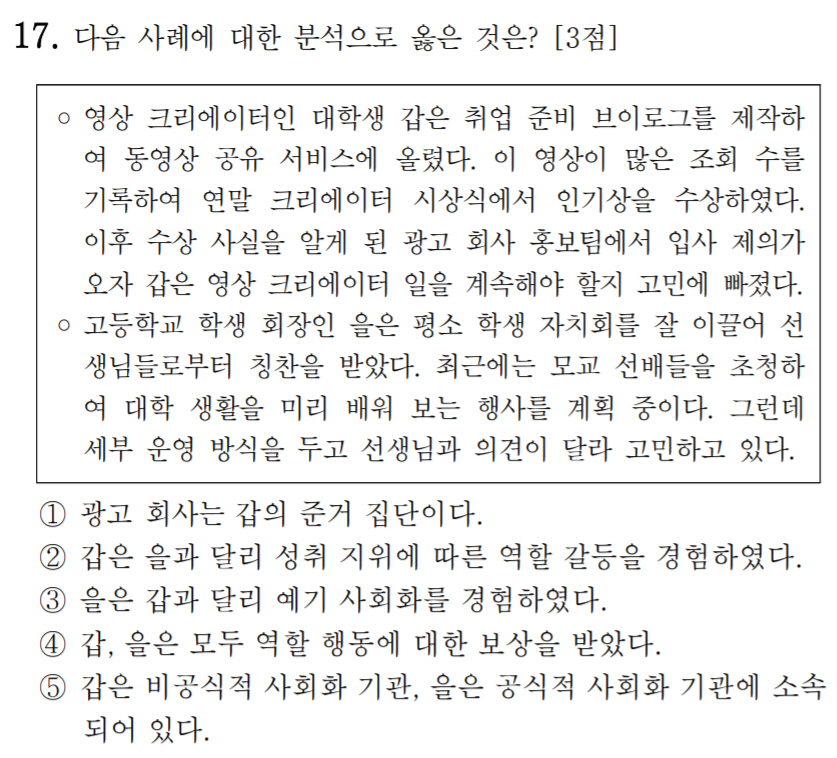 17. 다음 사례에 대한 분석으로 옳은 것은? [3점]
○ 영상 크리에이터인 대학생 갑은 취업 준비 브이로그를 제작하
여 동영상 공유 서비스에 올렸다. 이 영상이 많은 조회 수를
기록하여 연말 크리에이터 시상식에서 인기상을 수상하였다.
이후 수상 사실을 알게 된 광고 회사 홍보팀에서 입사 제의가
오자 갑은 영상 크리에이터 일을 계속해야 할지 고민에 빠졌다.
○ 고등학교 학생 회장인 을은 평소 학생 자치회를 잘 이끌어 선
생님들로부터 칭찬을 받았다. 최근에는 모교 선배들을 초청하
여 대학 생활을 미리 배워 보는 행사를 계획 중이다. 그런데
세부 운영 방식을 두고 선생님과 의견이 달라 고민하고 있다.
① 광고 회사는 갑의 준거 집단이다.
② 갑은 을과 달리 성취 지위에 따른 역할 갈등을 경험하였다.
③ 을은 갑과 달리 예기 사회화를 경험하였다.
④ 갑, 을은 모두 역할 행동에 대한 보상을 받았다.
⑤ 갑은 비공식적 사회화 기관, 을은 공식적 사회화 기관에 소속
되어 있다.